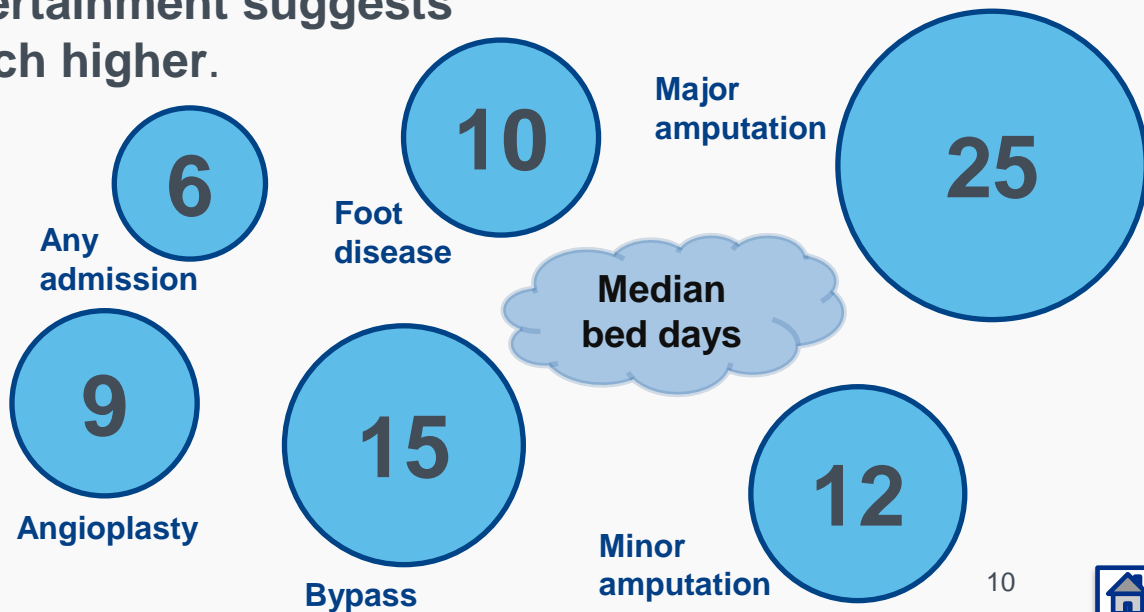 ertainment suggests
ch higher.
10
Major
amputation
25
6
Foot
disease
Any
admission
Median
bed days
9
15
12
Angioplasty
Minor
amputation
Bypass
10